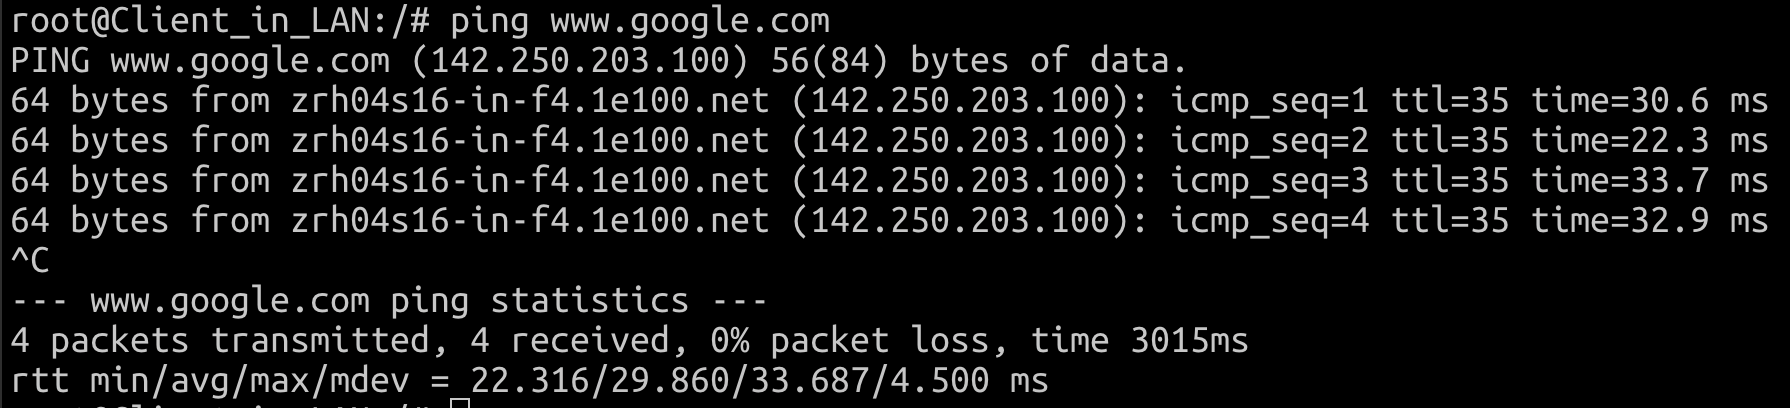 root@Client_in_LAN:/# ping www.google.com
PING www.google.com (142.250.203.100) 56(84) bytes of data.
64 bytes from zrh04s16-in-f4.1e100.net (142.250.203.100): icmp_seq=1 ttl=35 time=30.6 ms
64 bytes from zrh04s16-in-f4.1e100.net (142.250.203.100): icmp_seq=2 ttl=35 time=22.3 ms
64 bytes from zrh04s16-in-f4.1e100.net (142.250.203.100): icmp_seq=3 ttl=35 time=33.7 ms
64 bytes from zrh04s16-in-f4.1e100.net (142.250.203.100): icmp_seq=4 ttl=35 time=32.9 ms
^C
--- www.google.com ping statistics ---
4 packets transmitted, 4 received, 0% packet loss, time 3015ms
rtt min/avg/max/mdev = 22.316/29.860/33.687/4.500 ms
root@Client_in_LAN:/#